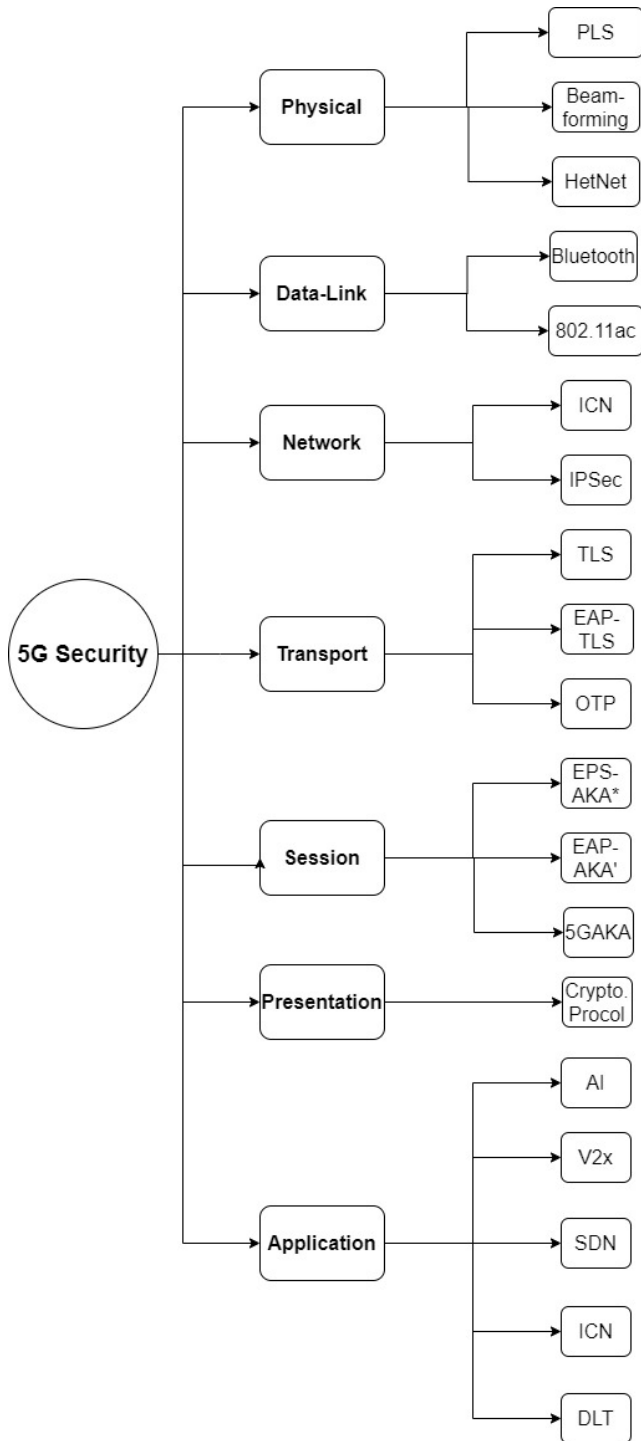 PLS
Physical
Beam-
forming
HetNet
Bluetooth
Data-Link
802.11ac
ICN
Network
IPSec
TLS
5G Security
Transport
EAP-
TLS
OTP
EPS-
AKA*
Session
EAP-
AKA'
5GAKA
Presentation
Crypto.
Procol
AI
V2x
Application
SDN
ICN
DLT